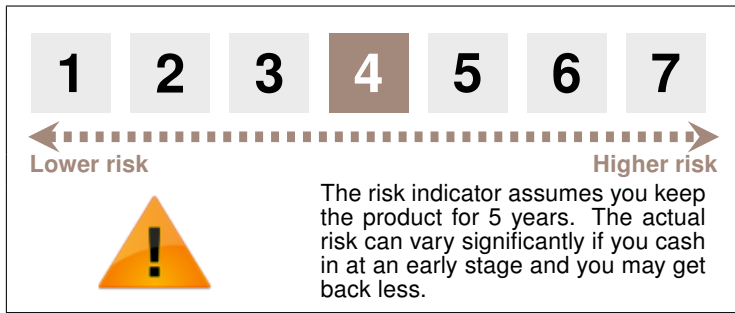 1 2 3 4 5 6 7
Lower risk Higher risk
The risk indicator assumes you keep
the product for 5 years. The actual
risk can vary significantly if you cash
in at an early stage and you may get
back less.